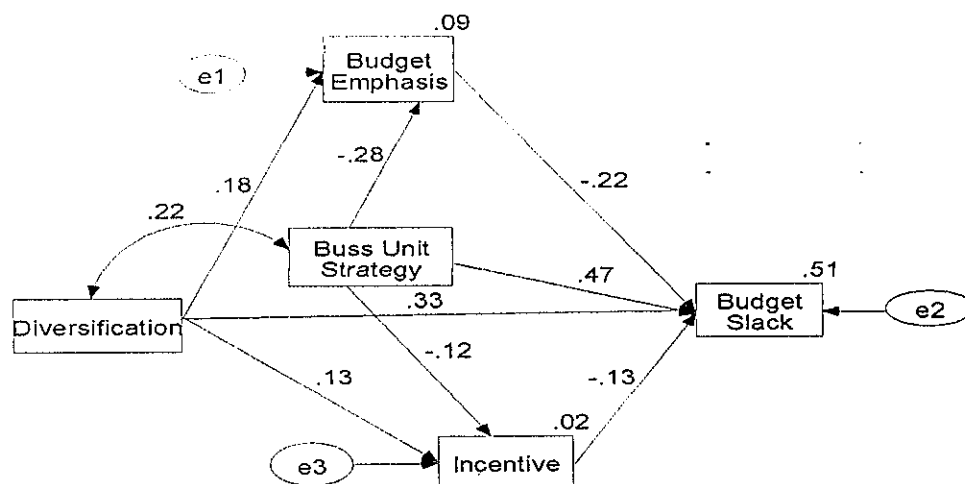 .09
Budget
Emphasis
e1
-.28
.18
-.22
.22
Buss Unit
Strategy
.47
.51
.33
Budget
Slack
e2
Diversification
-.12
.13
-.13
.02
Incentive
e3